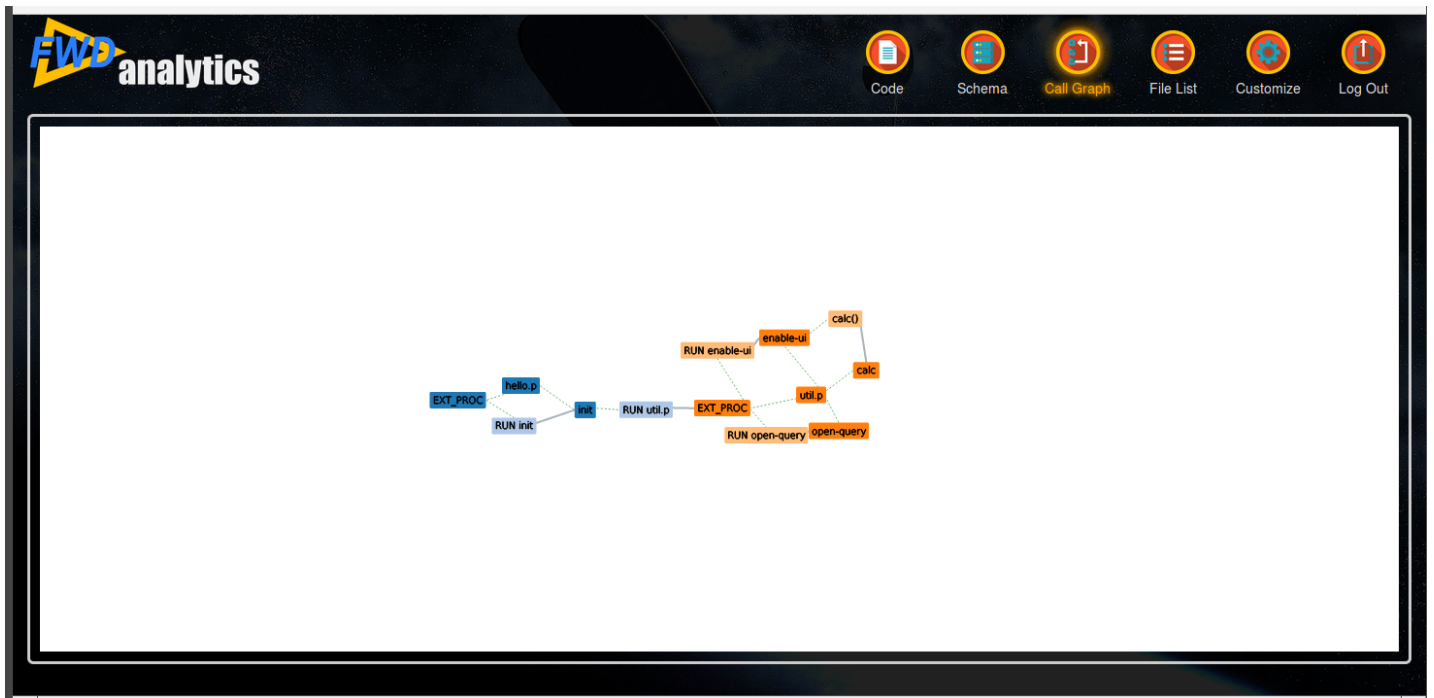 FWD analytics
Code
Schema
Call Graph
File List
Customize
Log Out
calc()
enable-ui
RUN enable-ui
calc
hello.p
util.p
EXT_PROC
init
RUN util.p
EXT_PROC
RUN init
open-query
RUN open-query